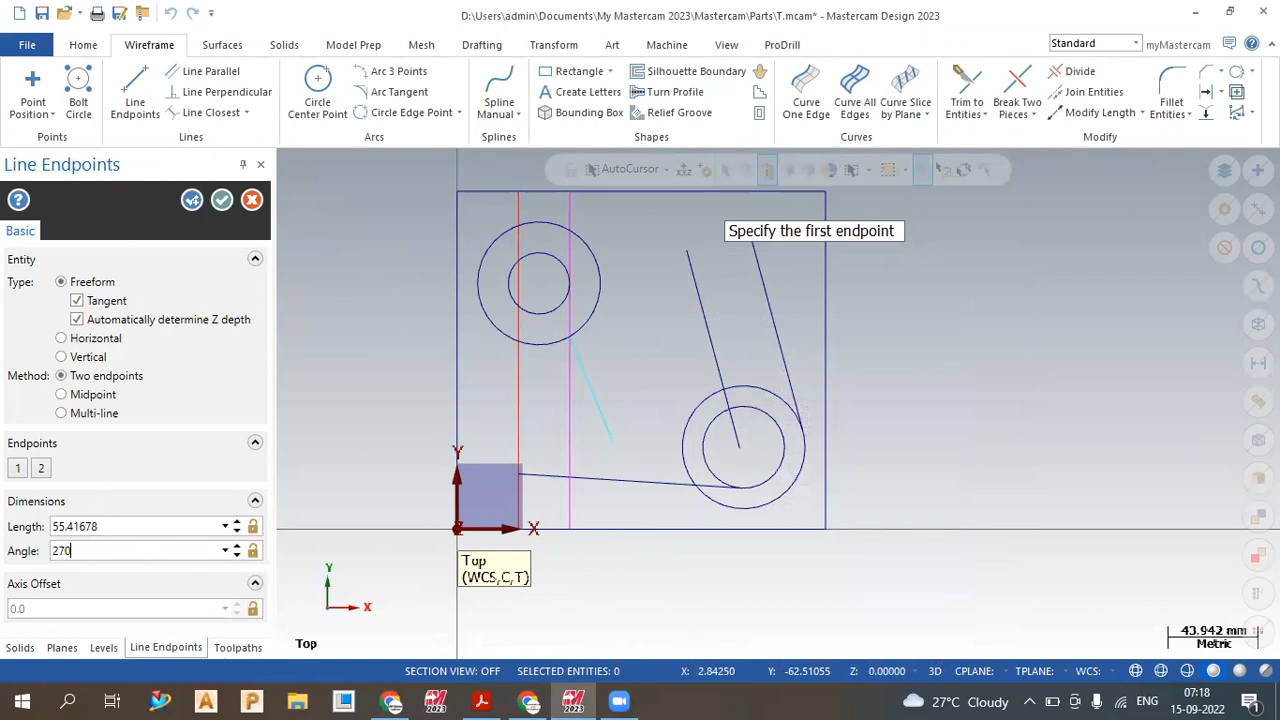 D:\Users\admin\Documents\My Mastercam 2023\Mastercam\Parts\T.mcam* - Mastercam Design 2023
File Home Wireframe Surfaces Solids Model Prep Mesh Drafting Transform Art Machine View ProDrill Standard myMastercam
Point Position
Bolt Circle
Points
Line Endpoints
Line Parallel
Line Perpendicular
Line Closest
Lines
Circle Center Point
Arc 3 Points
Arc Tangent
Circle Edge Point
Arcs
Spline Manual
Splines
Rectangle
Create Letters
Bounding Box
Silhouette Boundary
Turn Profile
Relief Groove
Shapes
Curve One Edge
Curve All Edges
Curve Slice by Plane
Curves
Trim to Entities
Break Two Pieces
Divide
Join Entities
Modify Length
Fillet Entities
Modify
Line Endpoints
Basic
Entity
Type: Freeform
Tangent
Automatically determine Z depth
Horizontal
Vertical
Method: Two endpoints
Midpoint
Multi-line
Endpoints
1 2
Dimensions
Length: 55.41678
Angle: 270
Axis Offset
0.0
Solids Planes Levels Line Endpoints Toolpaths
AutoCursor
Specify the first endpoint
Y
X
Z
Top
(WCS,C,T)
Y
X
Top
43.942 mm
Metric
SECTION VIEW: OFF SELECTED ENTITIES: 0 X: 2.84250 Y: -62.51055 Z: 0.00000 3D CPLANE: TPLANE: WCS:
2023 2023 27°C Cloudy ENG 07:18
15-09-2022
1